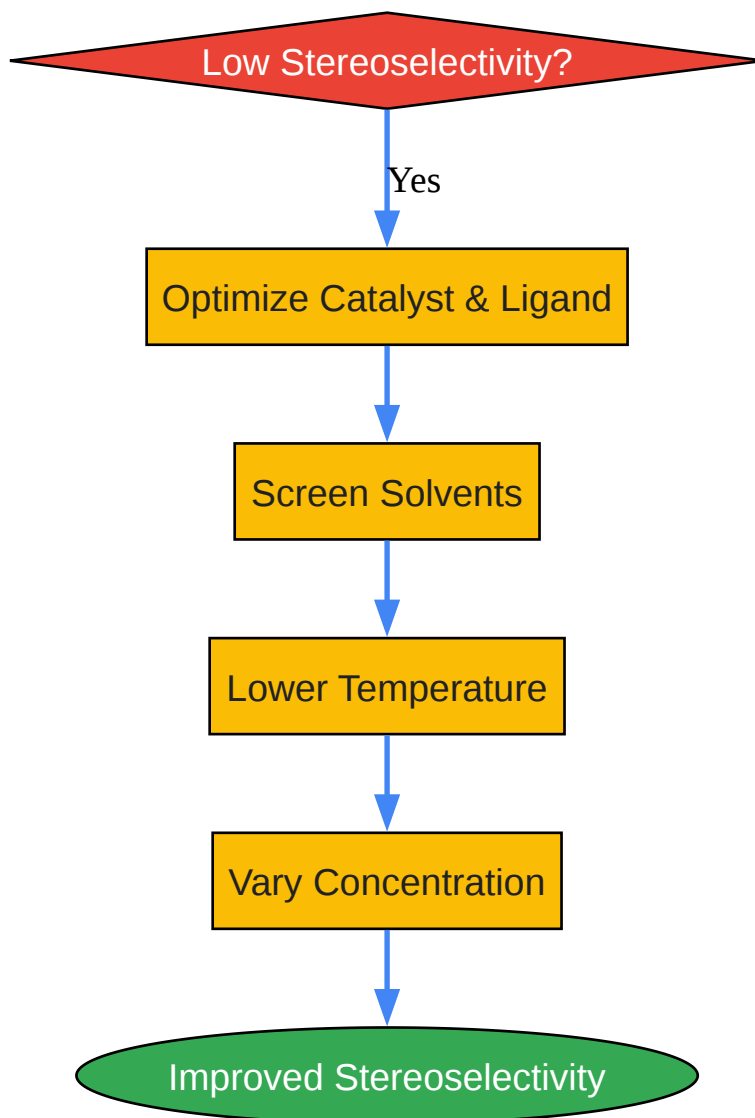 Low Stereoselectivity?
Yes
Optimize Catalyst & Ligand
Screen Solvents
Lower Temperature
Vary Concentration
Improved Stereoselectivity